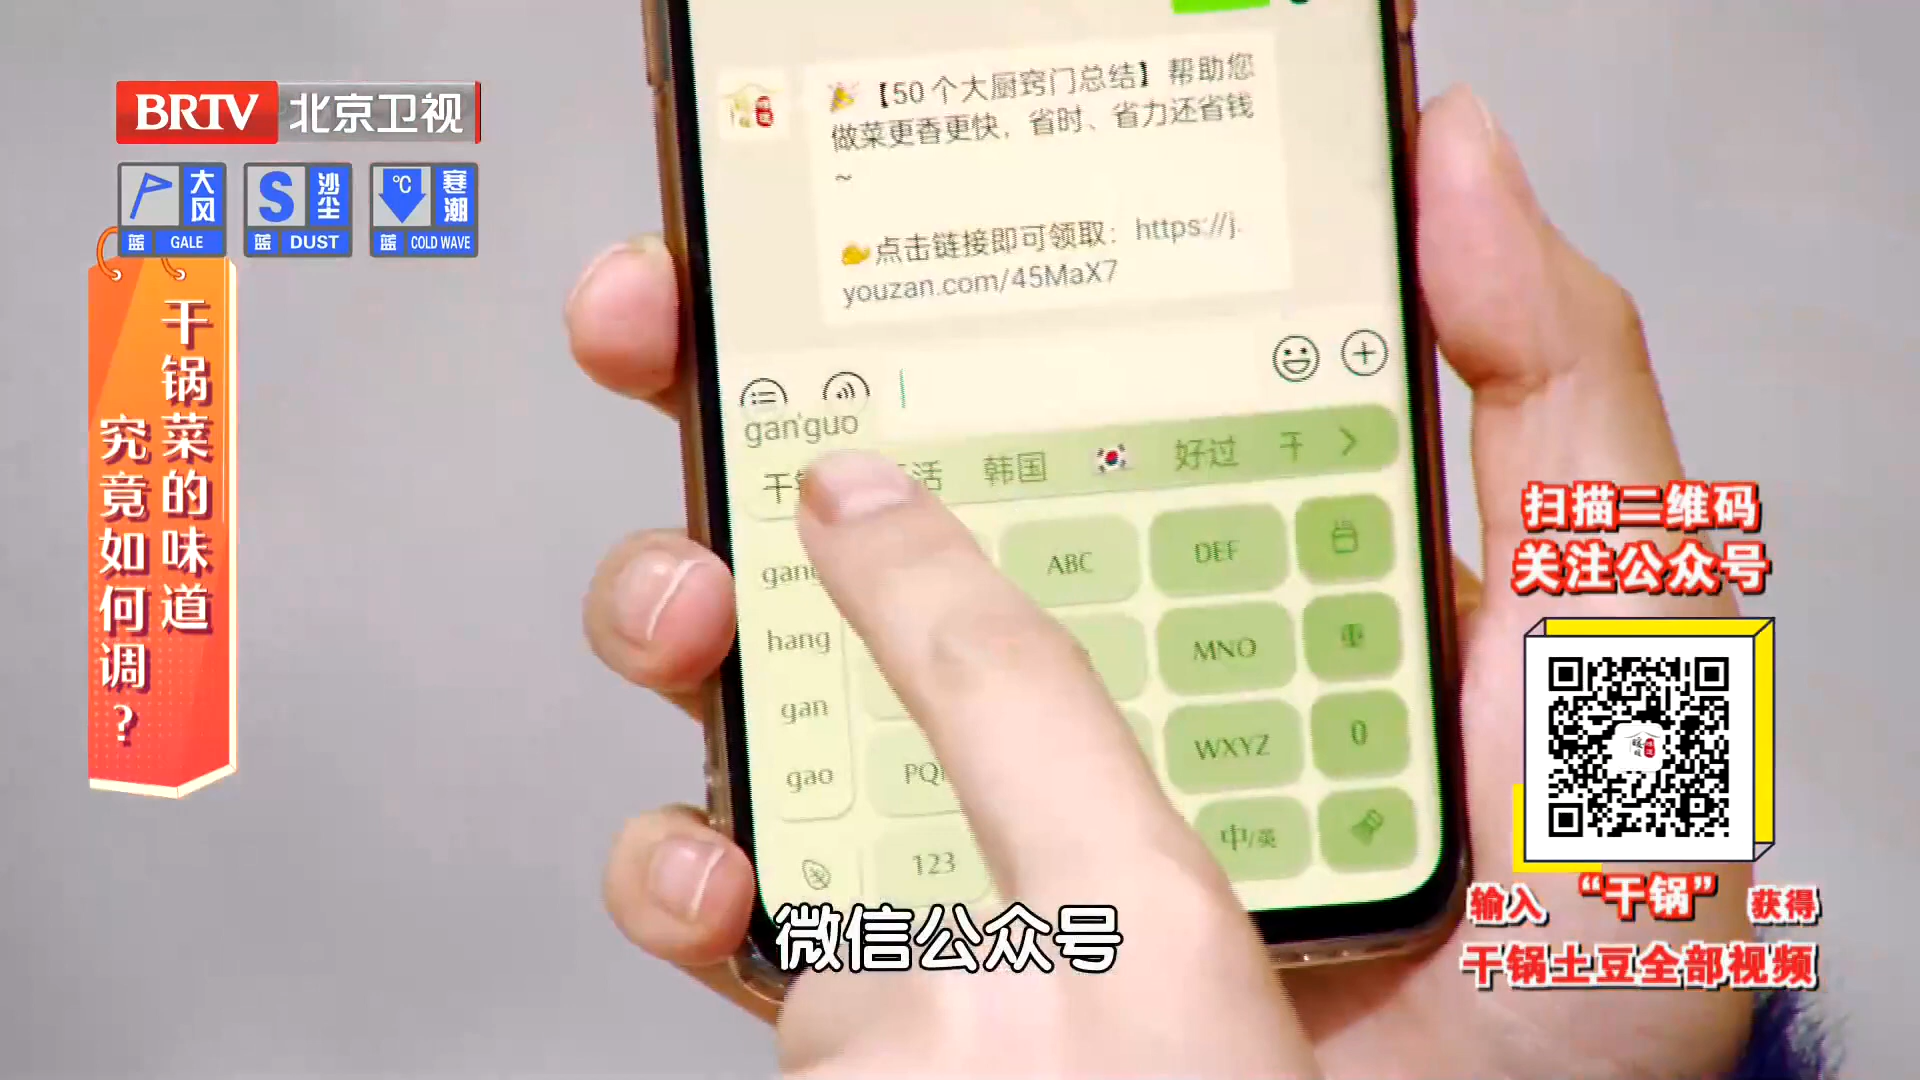 BRTV 北京卫视
大风
蓝 GALE
S 沙尘
蓝 DUST
℃ 寒潮
蓝 COLD WAVE
干锅菜的味道
究竟如何调？
【50个大厨窍门总结】帮助您
做菜更香更快，省时、省力还省钱
~
点击链接即可领取：https://j.
youzan.com/45MaX7
gan'guo
干 活 韩国 好过 干
ABC DEF
hang
MNO 重
gan
WXYZ 0
gao
123 中/英
扫描二维码
关注公众号
输入 “干锅” 获得
干锅土豆全部视频
微信公众号